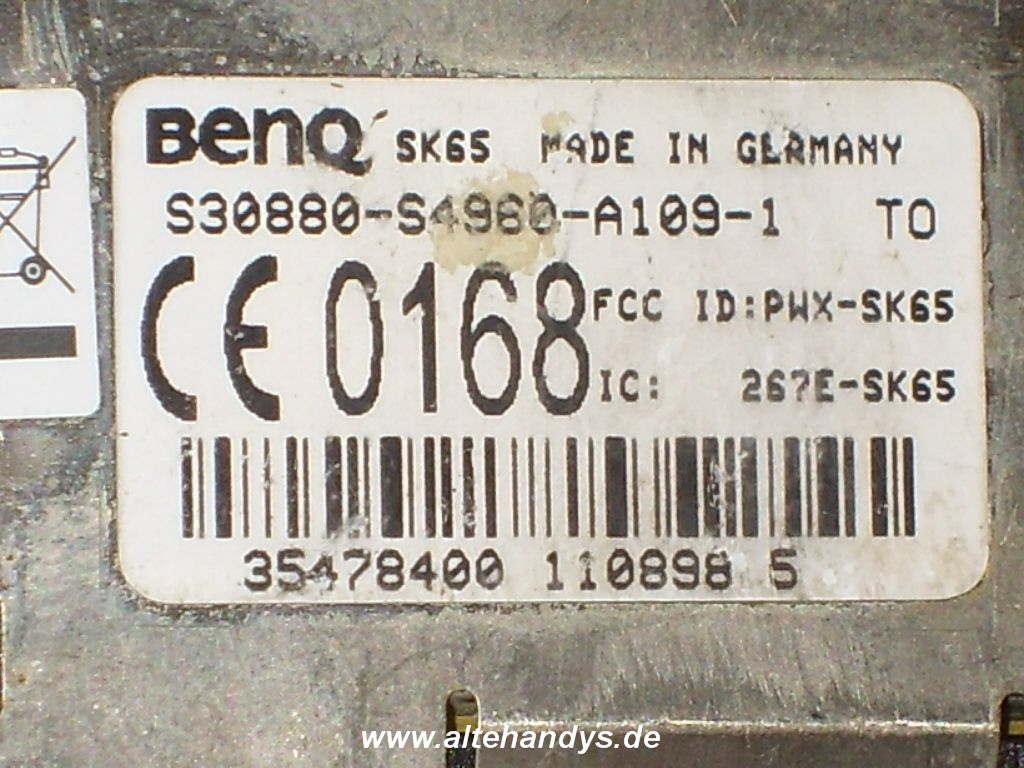 BenQ SK65 MADE IN GERMANY
S30880-S4960-A109-1 TO
CE 0168 FCC ID:PWX-SK65
IC: 267E-SK65
35478400 110898 5
www.altehandys.de